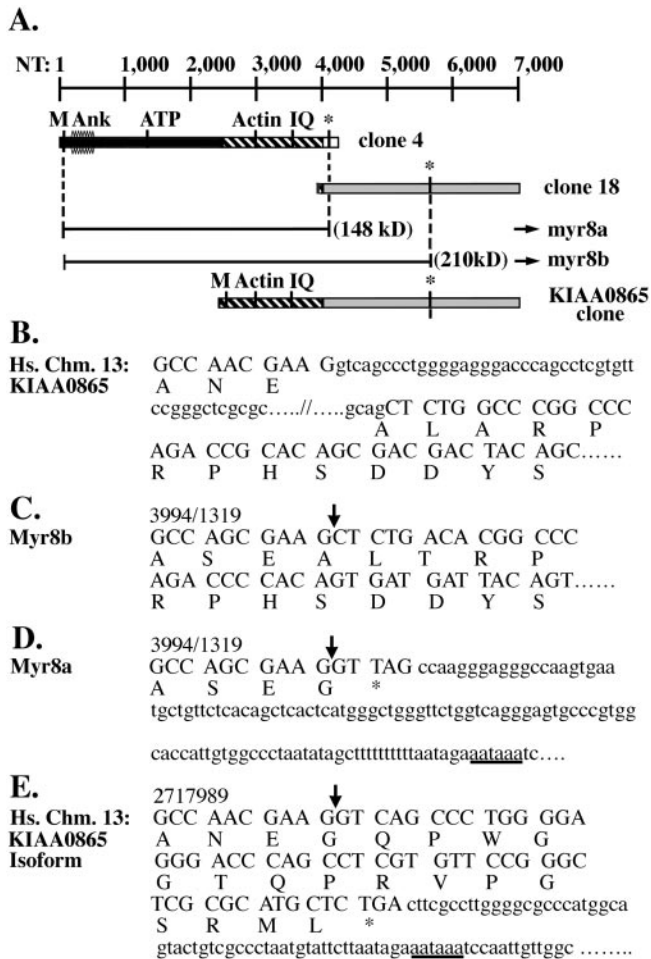 A.
NT: 1 1,000 2,000 3,000 4,000 5,000 6,000 7,000
M Ank ATP Actin IQ * clone 4
* clone 18
(148 kD) myr8a
(210kD) myr8b
M Actin IQ * KIAA0865
clone
B.
Hs. Chm. 13: GCC AAC GAA Ggtcagccctggggagggacccagcctcgtgtt
KIAA0865 A N E
ccgggctcgcgc…..//…..gcagCT CTG GCC CGG CCC
A L A R P
AGA CCG CAC AGC GAC GAC TAC AGC……
R P H S D D Y S
C.
3994/1319
Myr8b GCC AGC GAA GCT CTG ACA CGG CCC
A S E A L T R P
AGA CCC CAC AGT GAT GAT TAC AGT……
R P H S D D Y S
D.
3994/1319
Myr8a GCC AGC GAA GGT TAG ccaagggagggccaagtgaa
A S E G *
tgctgttctcacagctcactcatgggctgggttctggtcagggagtgcccgtgg
caccattgtggccctaatatagctttttttttttaatagaaataaatc….
E.
2717989
Hs. Chm. 13: GCC AAC GAA GGT CAG CCC TGG GGA
KIAA0865 A N E G Q P W G
Isoform GGG ACC CAG CCT CGT GTT CCG GGC
G T Q P R V P G
TCG CGC ATG CTC TGA cttcgccttggggcgcccatggca
S R M L *
gtactgtcgccctaatgtattcttaatagaaataaatccaattgttggc ……..